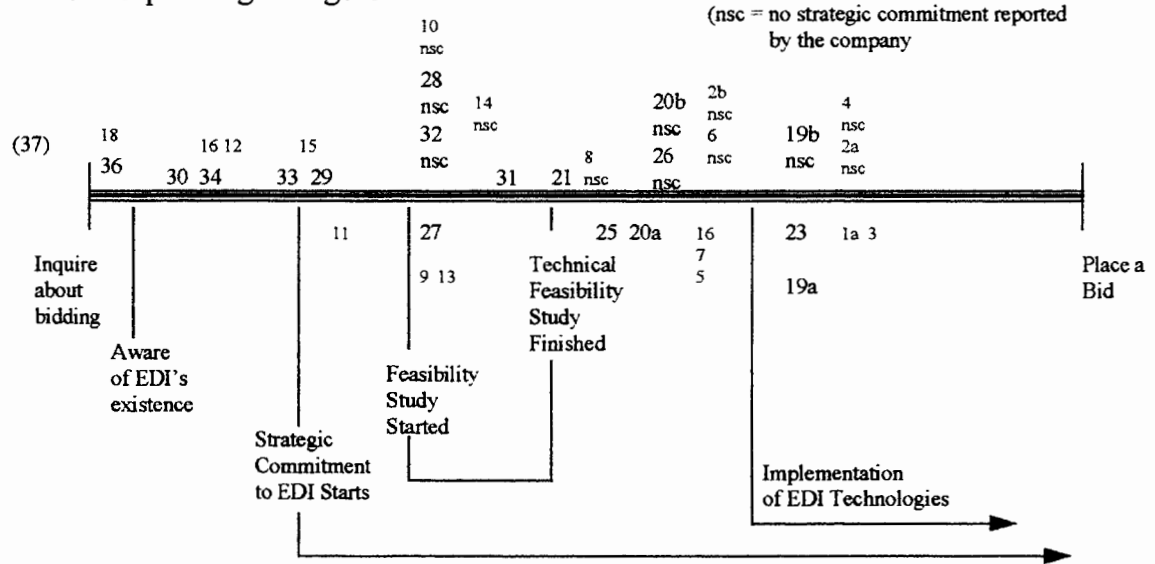 (nsc = no strategic commitment reported
by the company
10
nsc
28
nsc
32
nsc
14
nsc
20b
nsc
26
nsc
2b
nsc
6
nsc
19b
nsc
4
nsc
2a
nsc
(37)
18
36
16 12
30 34
15
33 29
31
21
8
nsc
11
27
9 13
25 20a
16
7
5
23
19a
1a 3
Inquire
about
bidding
Aware
of EDI's
existence
Strategic
Commitment
to EDI Starts
Feasibility
Study
Started
Technical
Feasibility
Study
Finished
Implementation
of EDI Technologies
Place a
Bid